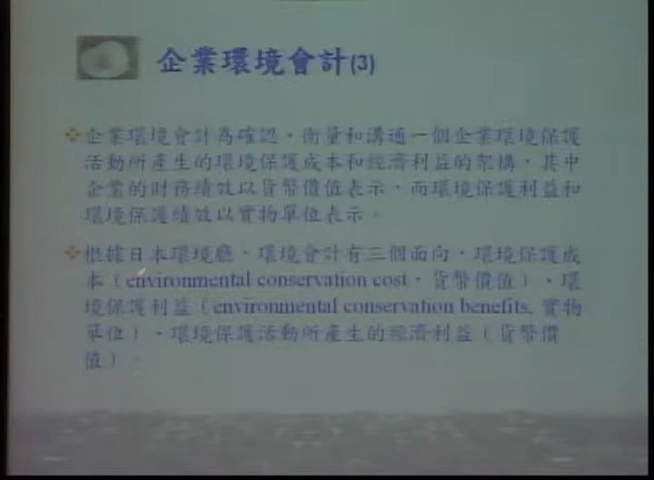 企業環境會計(3)
企業環境會計為確認、衡量和溝通一個企業環境保護
活動所產生的環境保護成本和經濟利益的架構，其中
企業的財務績效以貨幣價值表示，而環境保護利益和
環境保護績效以實物單位表示。
根據日本環境廳，環境會計有三個面向，環境保護成
本（environmental conservation cost，貨幣價值）、環
境保護利益（environmental conservation benefits, 實物
單位）、環境保護活動所產生的經濟利益（貨幣價
值）。